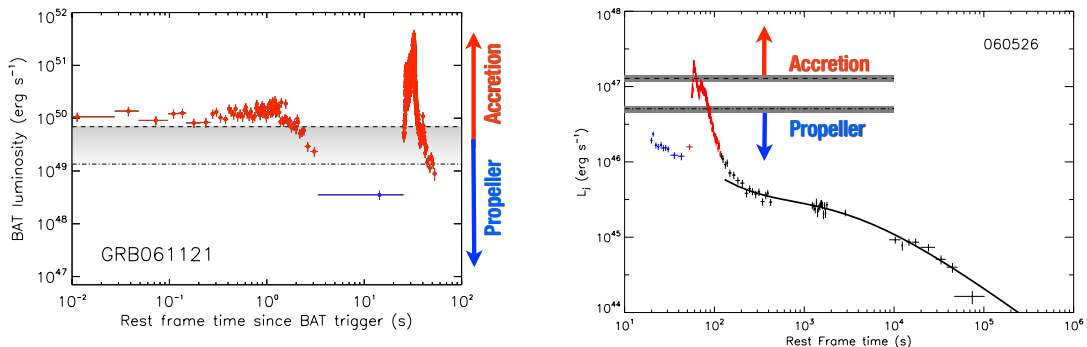 10^52
10^51
10^50
10^49
10^48
10^47
BAT luminosity (erg s^-1)
GRB061121
10^-2 10^-1 10^0 10^1 10^2
Rest frame time since BAT trigger (s)
Accretion
Propeller
10^48
10^47
10^46
10^45
10^44
L_j (erg s^-1)
060526
Accretion
Propeller
10^1 10^2 10^3 10^4 10^5 10^6
Rest Frame time (s)